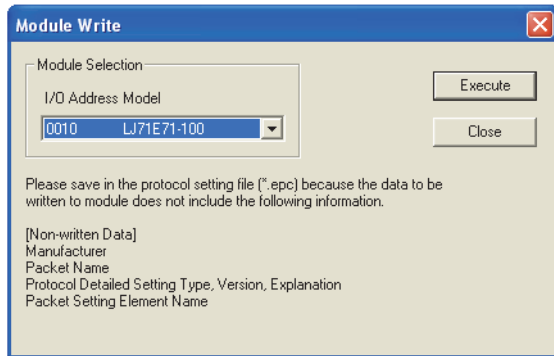 Module Write
Module Selection
I/O Address Model
0010 LJ71E71-100
Execute
Close
Please save in the protocol setting file (*.epc) because the data to be
written to module does not include the following information.
[Non-written Data]
Manufacturer
Packet Name
Protocol Detailed Setting Type, Version, Explanation
Packet Setting Element Name